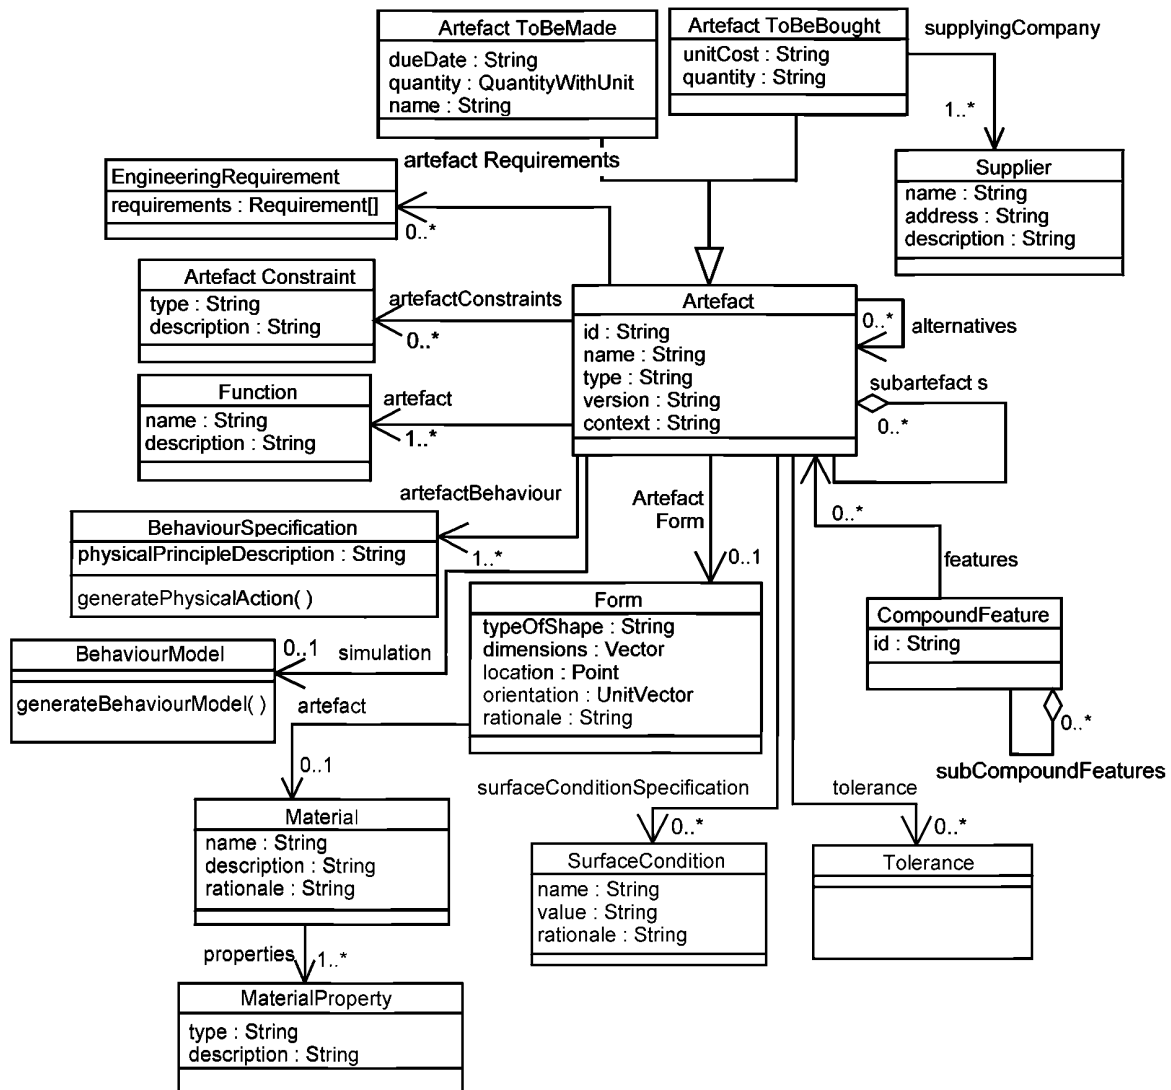 Artefact ToBeMade
dueDate : String
quantity : QuantityWithUnit
name : String
Artefact ToBeBought
unitCost : String
quantity : String
supplyingCompany
1..*
Supplier
name : String
address : String
description : String
artefact Requirements
EngineeringRequirement
requirements : Requirement[]
0..*
Artefact Constraint
type : String
description : String
artefactConstraints
0..*
Artefact
id : String
name : String
type : String
version : String
context : String
0..*
alternatives
subartefact s
0..*
Function
name : String
description : String
artefact
1..*
artefactBehaviour
1..*
BehaviourSpecification
physicalPrincipleDescription : String
generatePhysicalAction( )
Artefact
Form
0..1
0..*
features
Form
typeOfShape : String
dimensions : Vector
location : Point
orientation : UnitVector
rationale : String
CompoundFeature
id : String
0..*
subCompoundFeatures
BehaviourModel
generateBehaviourModel( )
0..1
simulation
artefact
0..1
Material
name : String
description : String
rationale : String
surfaceConditionSpecification
0..*
tolerance
0..*
SurfaceCondition
name : String
value : String
rationale : String
Tolerance
properties
1..*
MaterialProperty
type : String
description : String